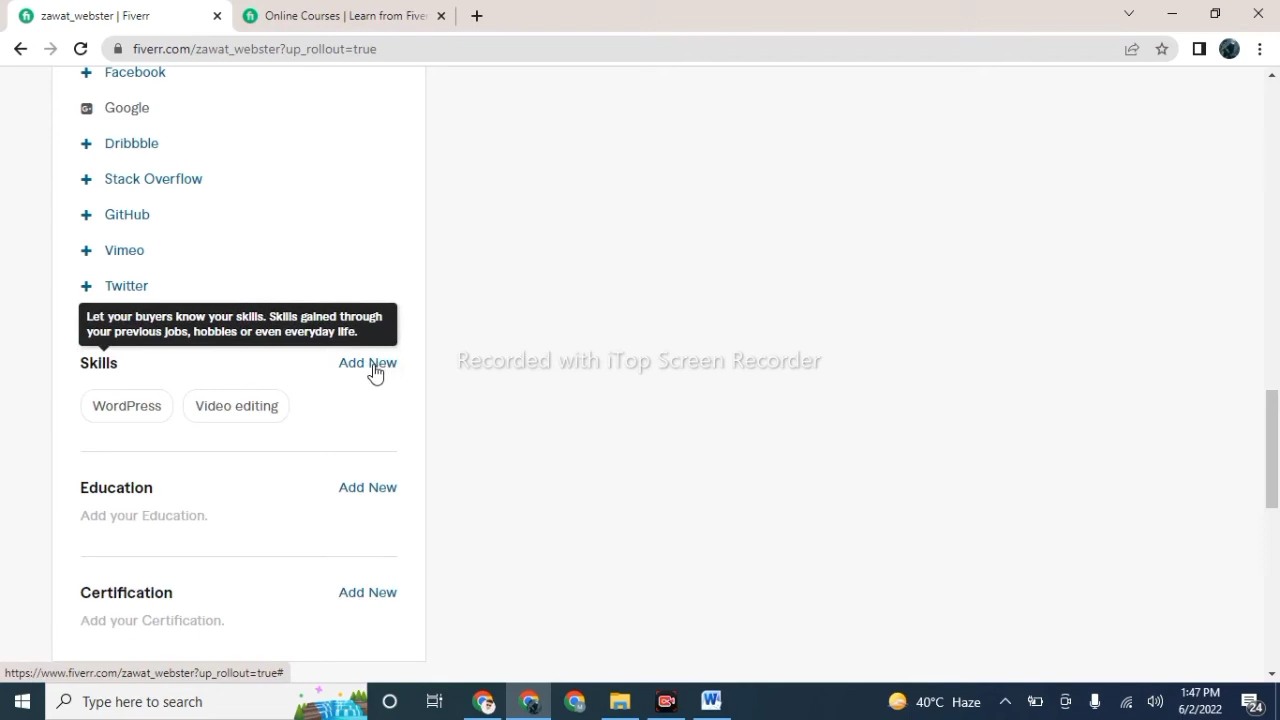 zawat_webster | Fiverr
Online Courses | Learn from Fiver
fiverr.com/zawat_webster?up_rollout=true
Facebook
Google
Dribbble
Stack Overflow
GitHub
Vimeo
Twitter
Let your buyers know your skills. Skills gained through
your previous jobs, hobbies or even everyday life.
Skills Add New
WordPress Video editing
Recorded with iTop Screen Recorder
Education Add New
Add your Education.
Certification Add New
Add your Certification.
https://www.fiverr.com/zawat_webster?up_rollout=true#
Type here to search
40°C Haze
1:47 PM
6/2/2022
24